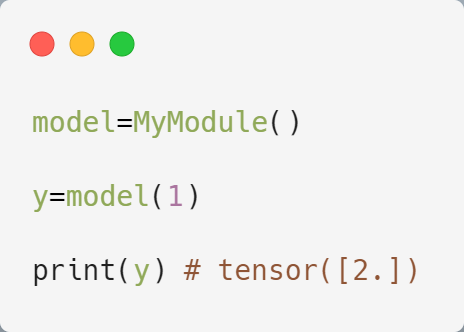 model=MyModule()
y=model(1)
print(y) # tensor([2.])